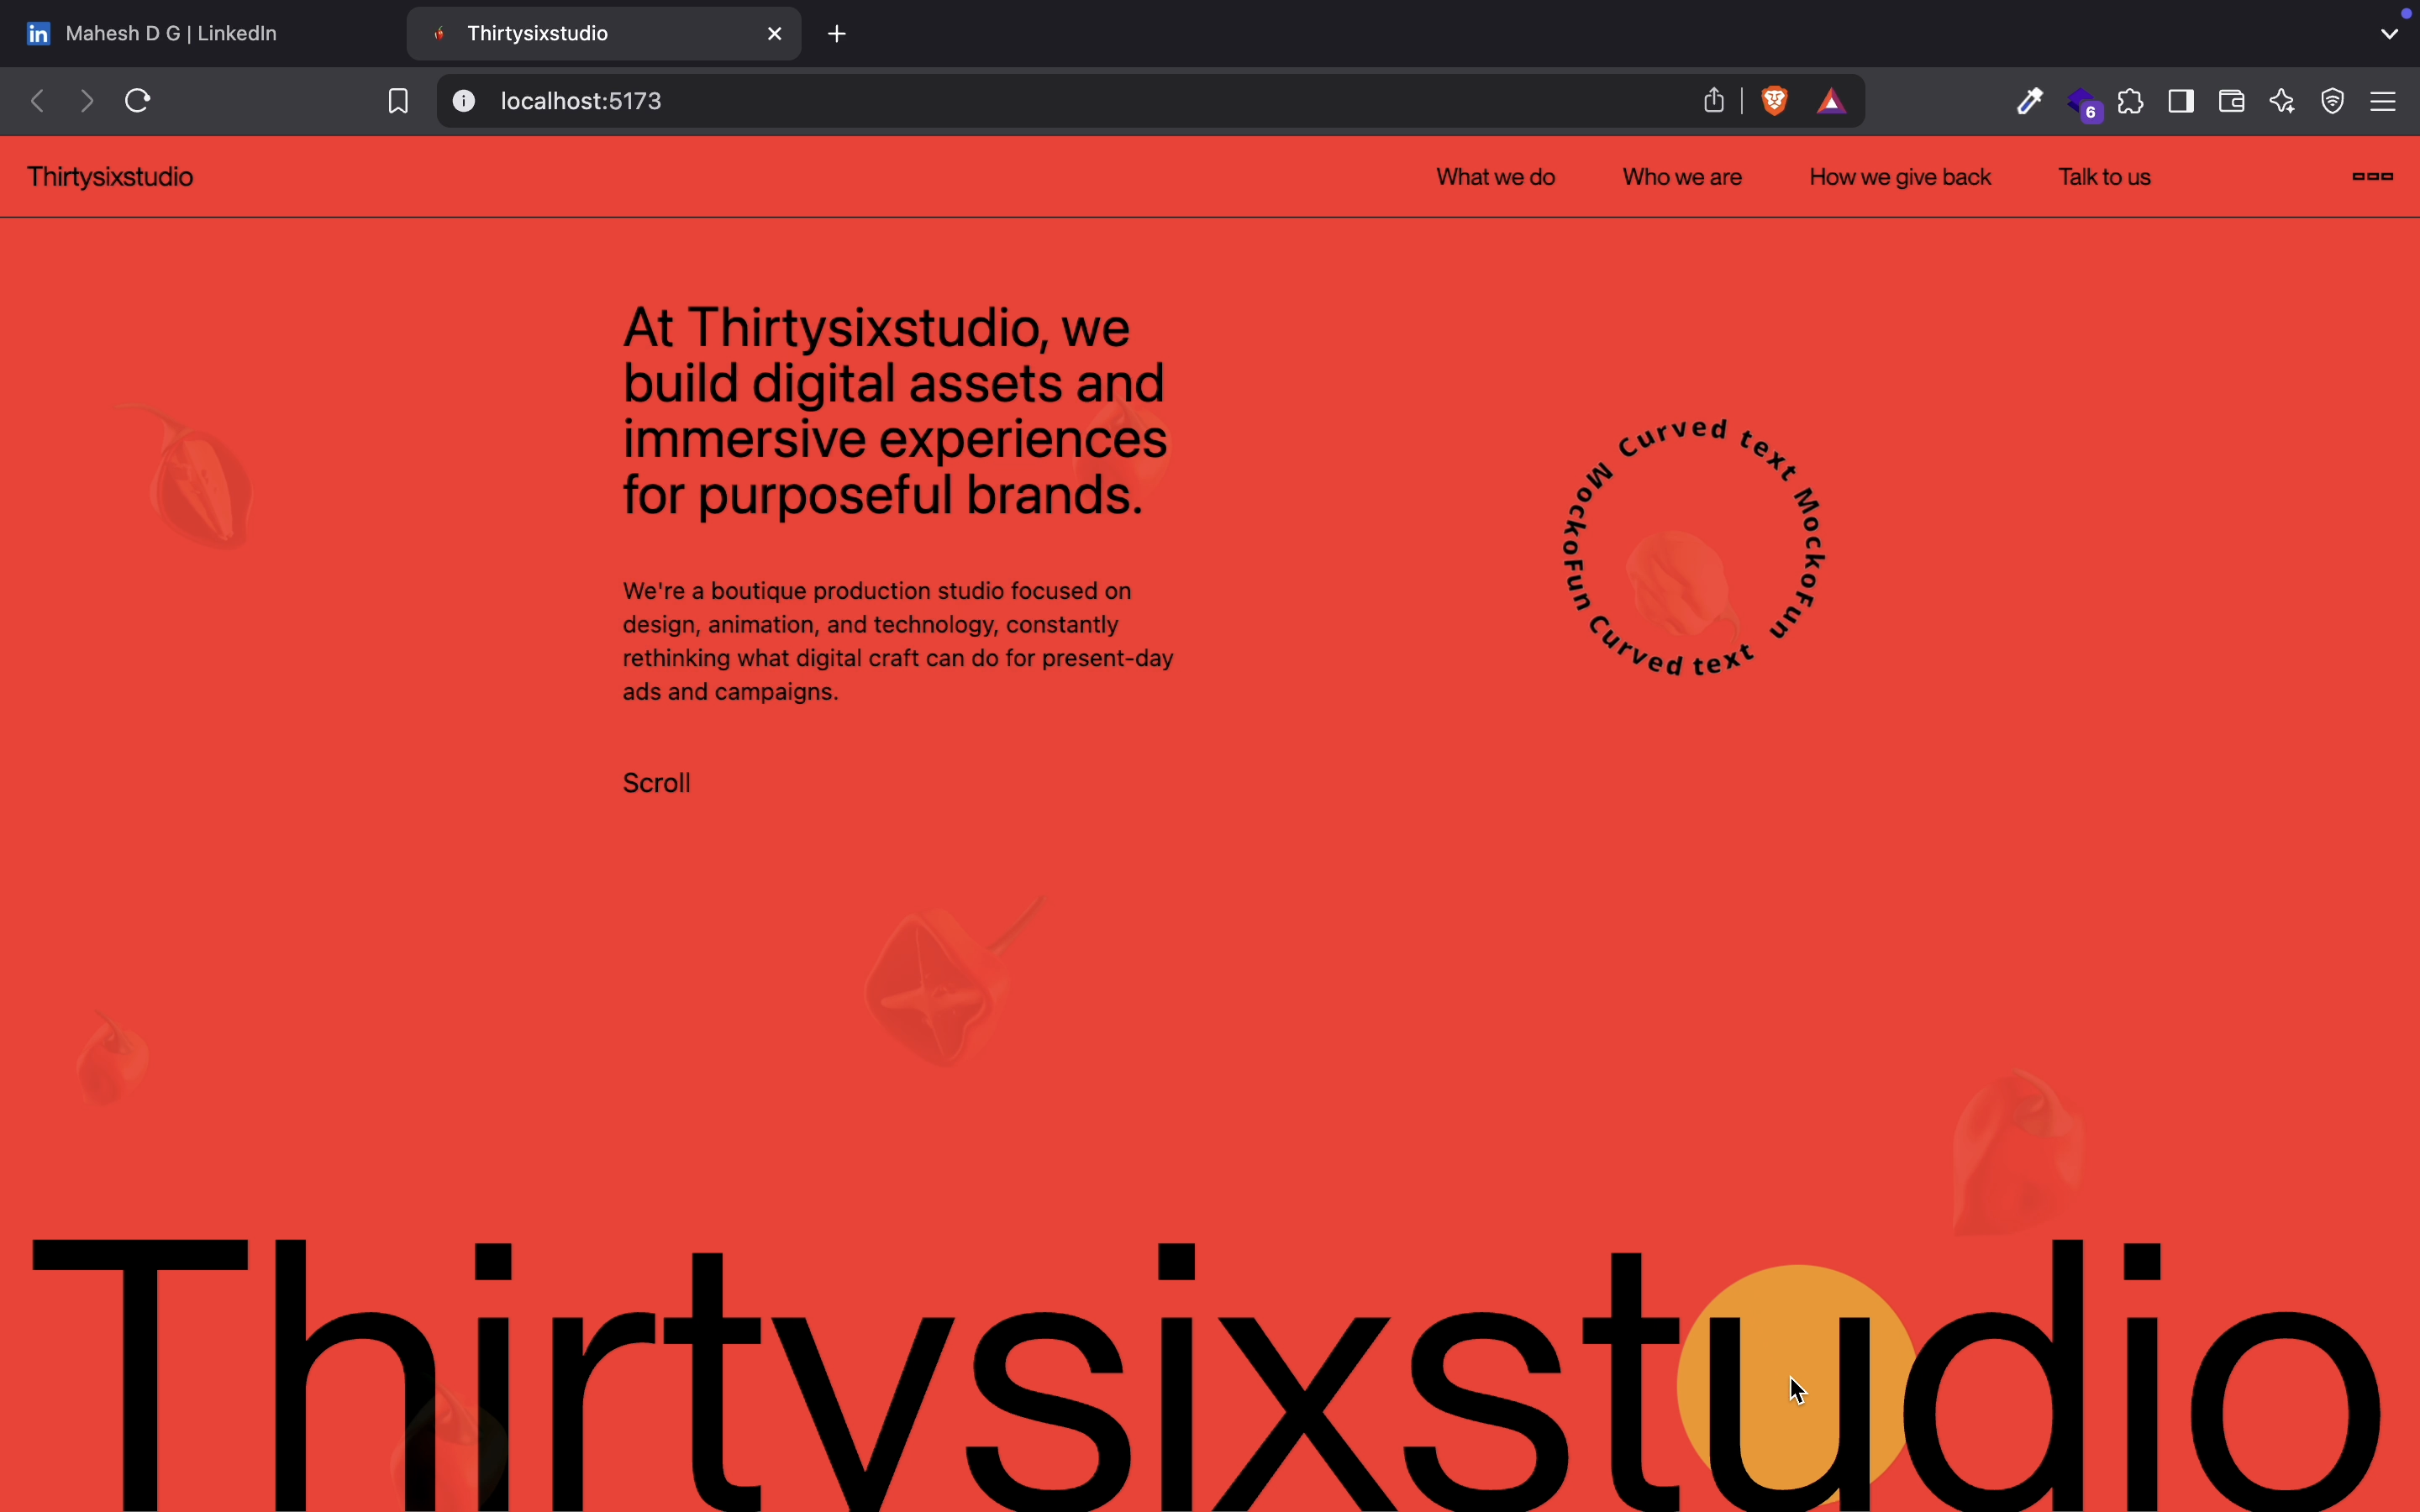 Mahesh D G | LinkedIn
Thirtysixstudio
localhost:5173
6
Thirtysixstudio
What we do
Who we are
How we give back
Talk to us
At Thirtysixstudio, we
build digital assets and
immersive experiences
for purposeful brands.
Curved text MockoFun Curved text MockoFun
We're a boutique production studio focused on
design, animation, and technology, constantly
rethinking what digital craft can do for present-day
ads and campaigns.
Scroll
Thirtysixstudio